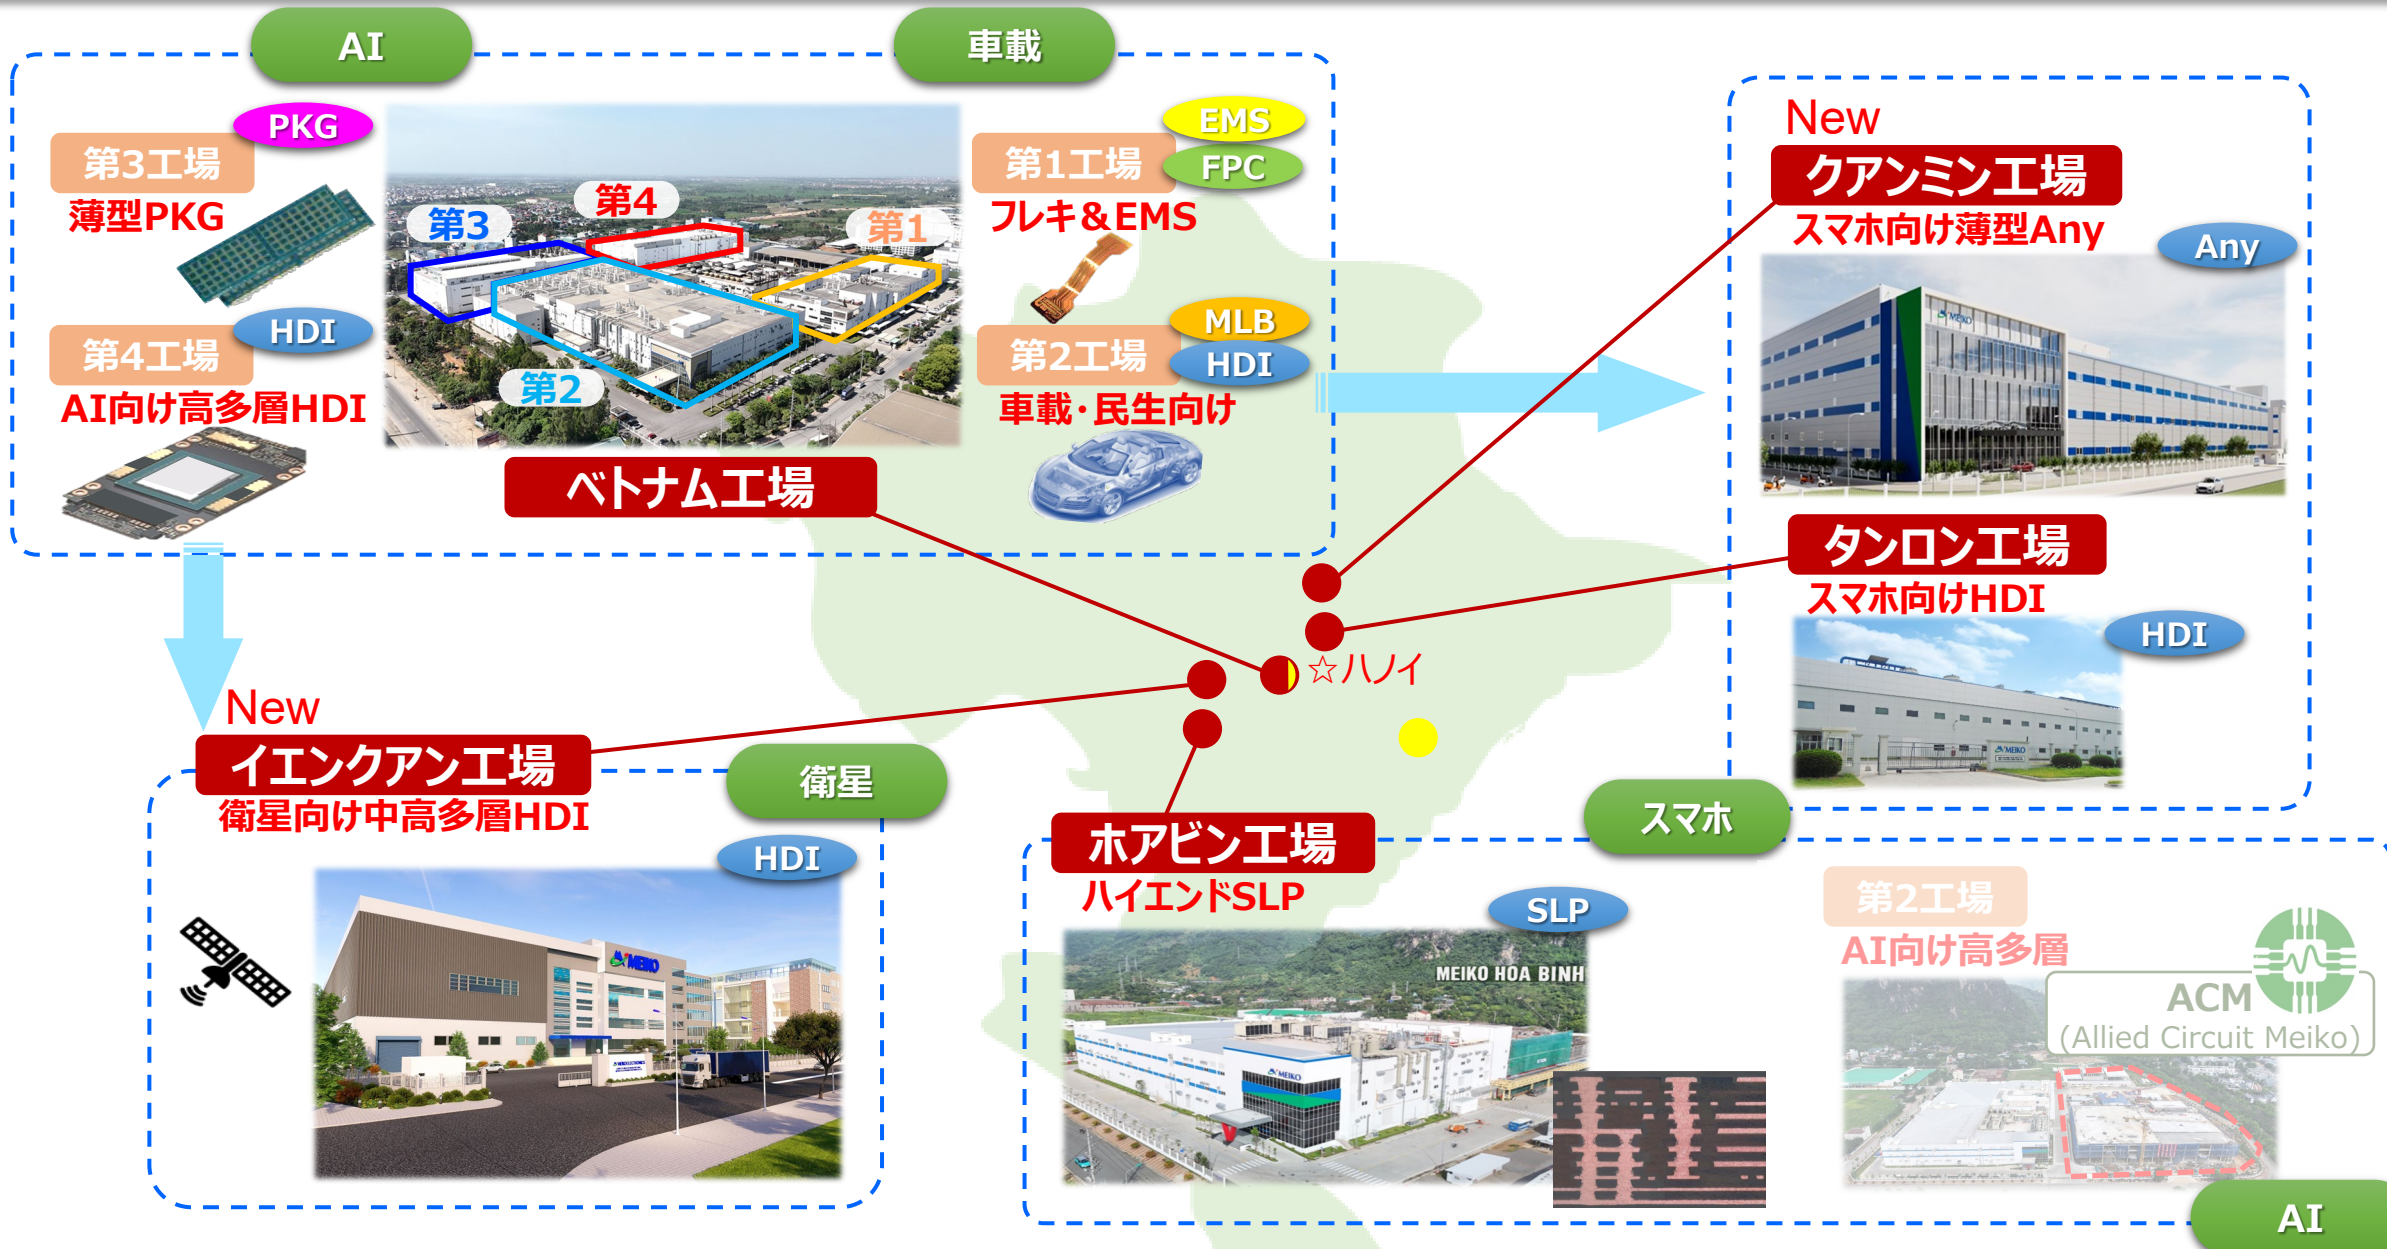 AI
車載
PKG
第3工場
薄型PKG
HDI
第4工場
AI向け高多層HDI
第3
第4
第1
第2
ベトナム工場
EMS
第1工場
FPC
フレキ&EMS
MLB
第2工場
HDI
車載・民生向け
New
クアンミン工場
スマホ向け薄型Any
Any
MEIKO
タンロン工場
スマホ向けHDI
HDI
MEIKO
☆ハノイ
New
イエンクアン工場
衛星向け中高多層HDI
衛星
HDI
MEIKO
スマホ
ホアビン工場
ハイエンドSLP
SLP
MEIKO HOA BINH
MEIKO
第2工場
AI向け高多層
ACM
(Allied Circuit Meiko)
AI